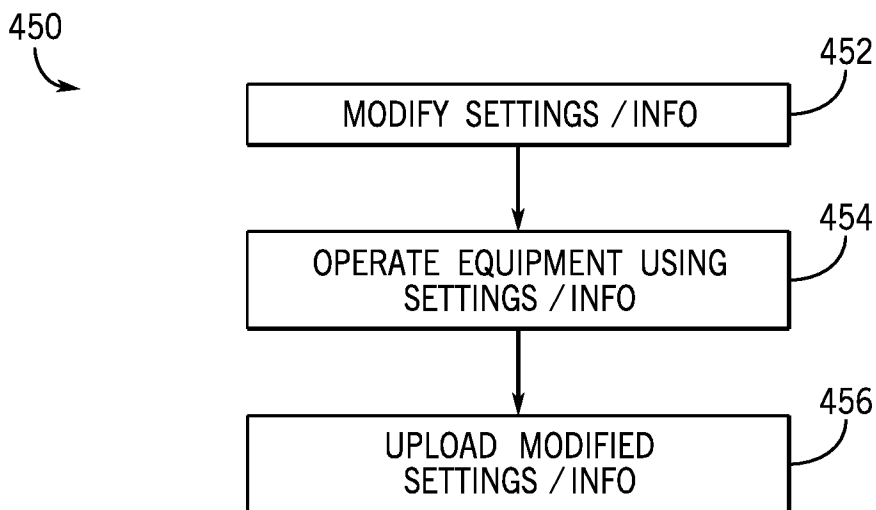 450
452
MODIFY SETTINGS / INFO
454
OPERATE EQUIPMENT USING
SETTINGS / INFO
456
UPLOAD MODIFIED
SETTINGS / INFO